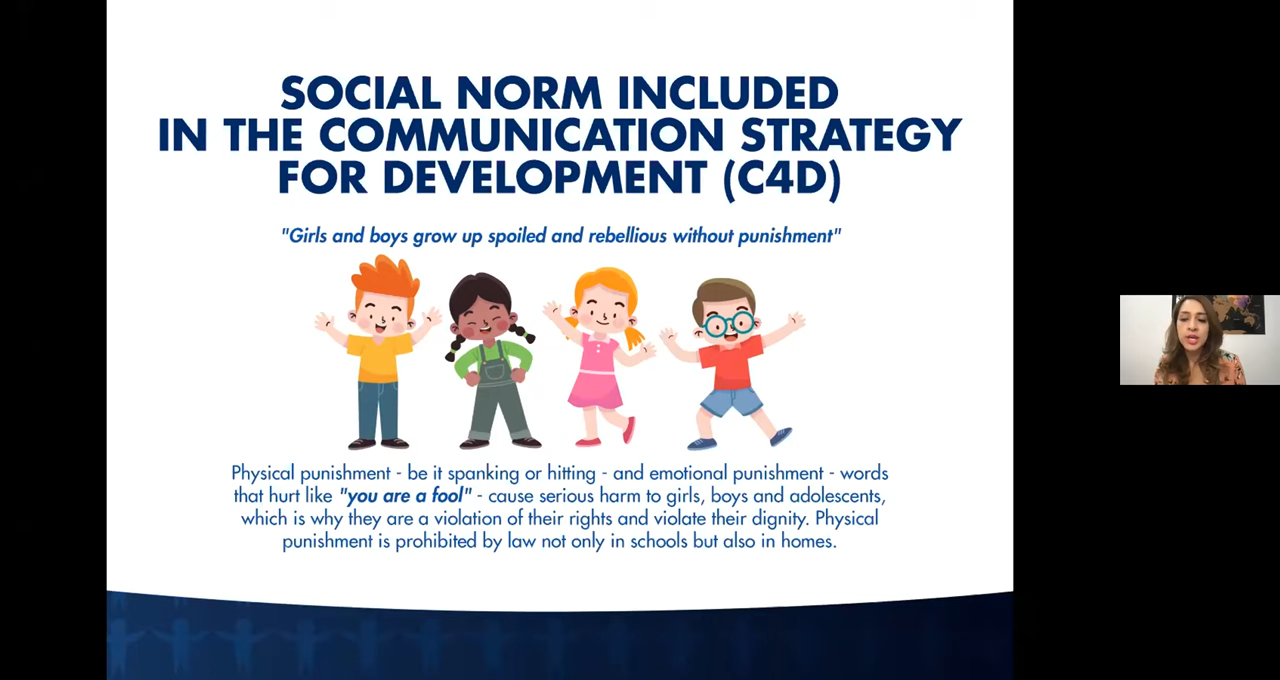 SOCIAL NORM INCLUDED
IN THE COMMUNICATION STRATEGY
FOR DEVELOPMENT (C4D)
"Girls and boys grow up spoiled and rebellious without punishment"
Physical punishment - be it spanking or hitting - and emotional punishment - words
that hurt like "you are a fool" - cause serious harm to girls, boys and adolescents,
which is why they are a violation of their rights and violate their dignity. Physical
punishment is prohibited by law not only in schools but also in homes.